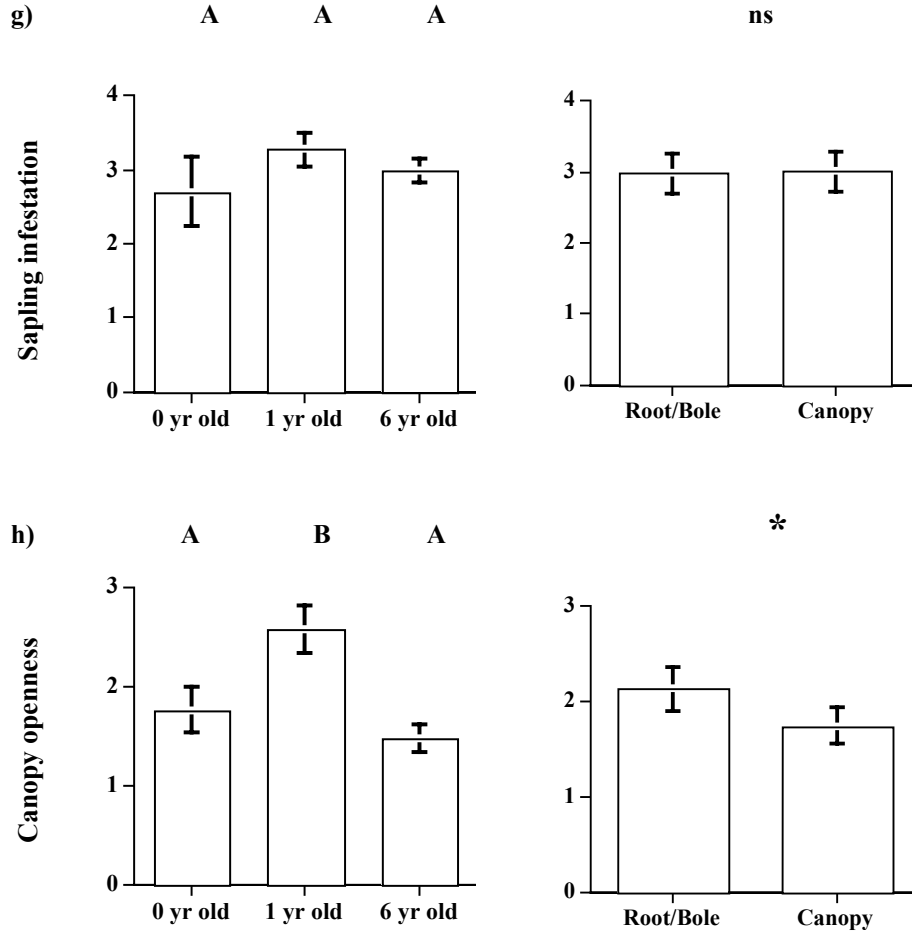 g) A A A ns
Sapling infestation
4
3
2
1
0
0 yr old 1 yr old 6 yr old
4
3
2
1
0
Root/Bole Canopy
h) A B A *
Canopy openness
3
2
1
0
0 yr old 1 yr old 6 yr old
3
2
1
0
Root/Bole Canopy